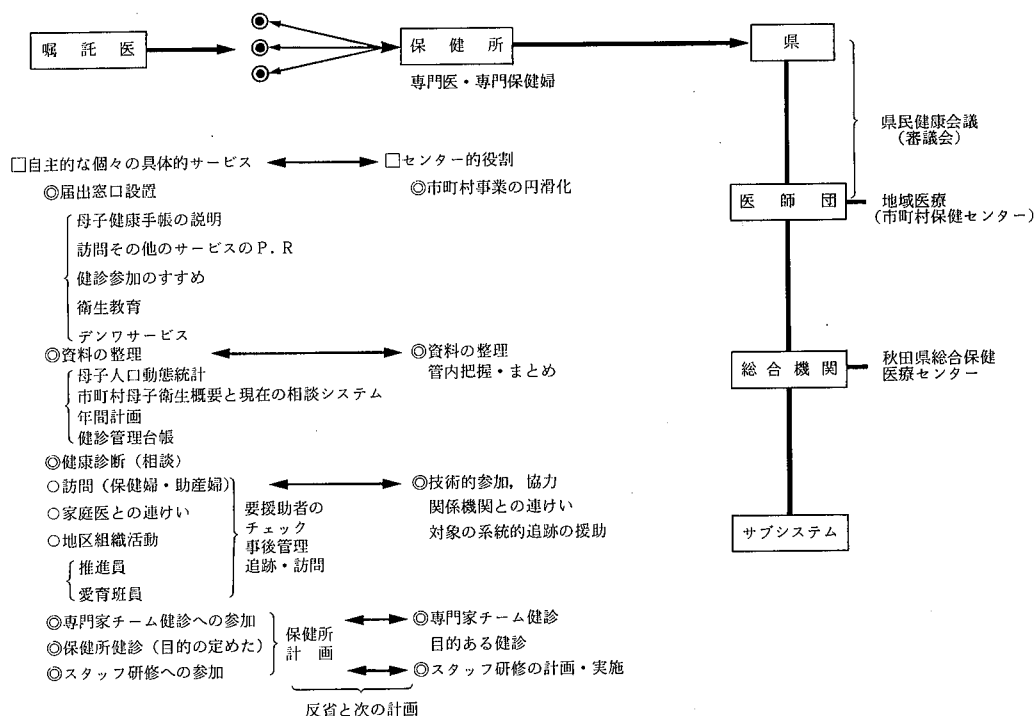 嘱託医
保健所
県
専門医・専門保健婦
県民健康会議
(審議会)
□自主的な個々の具体的サービス
□センター的役割
◎届出窓口設置
◎市町村事業の円滑化
医師団
地域医療
(市町村保健センター)
母子健康手帳の説明
訪問その他のサービスのP.R
健診参加のすすめ
衛生教育
デンワサービス
◎資料の整理
◎資料の整理
管内把握・まとめ
総合機関
秋田県総合保健
医療センター
母子人口動態統計
市町村母子衛生概要と現在の相談システム
年間計画
健診管理台帳
◎健康診断(相談)
○訪問(保健婦・助産婦)
○家庭医との連けい
○地区組織活動
推進員
愛育班員
要援助者の
チェック
事後管理
追跡・訪問
◎技術的参加,協力
関係機関との連けい
対象の系統的追跡の援助
サブシステム
◎専門家チーム健診への参加
◎保健所健診(目的の定めた)
◎スタッフ研修への参加
保健所
計画
◎専門家チーム健診
目的ある健診
◎スタッフ研修の計画・実施
反省と次の計画